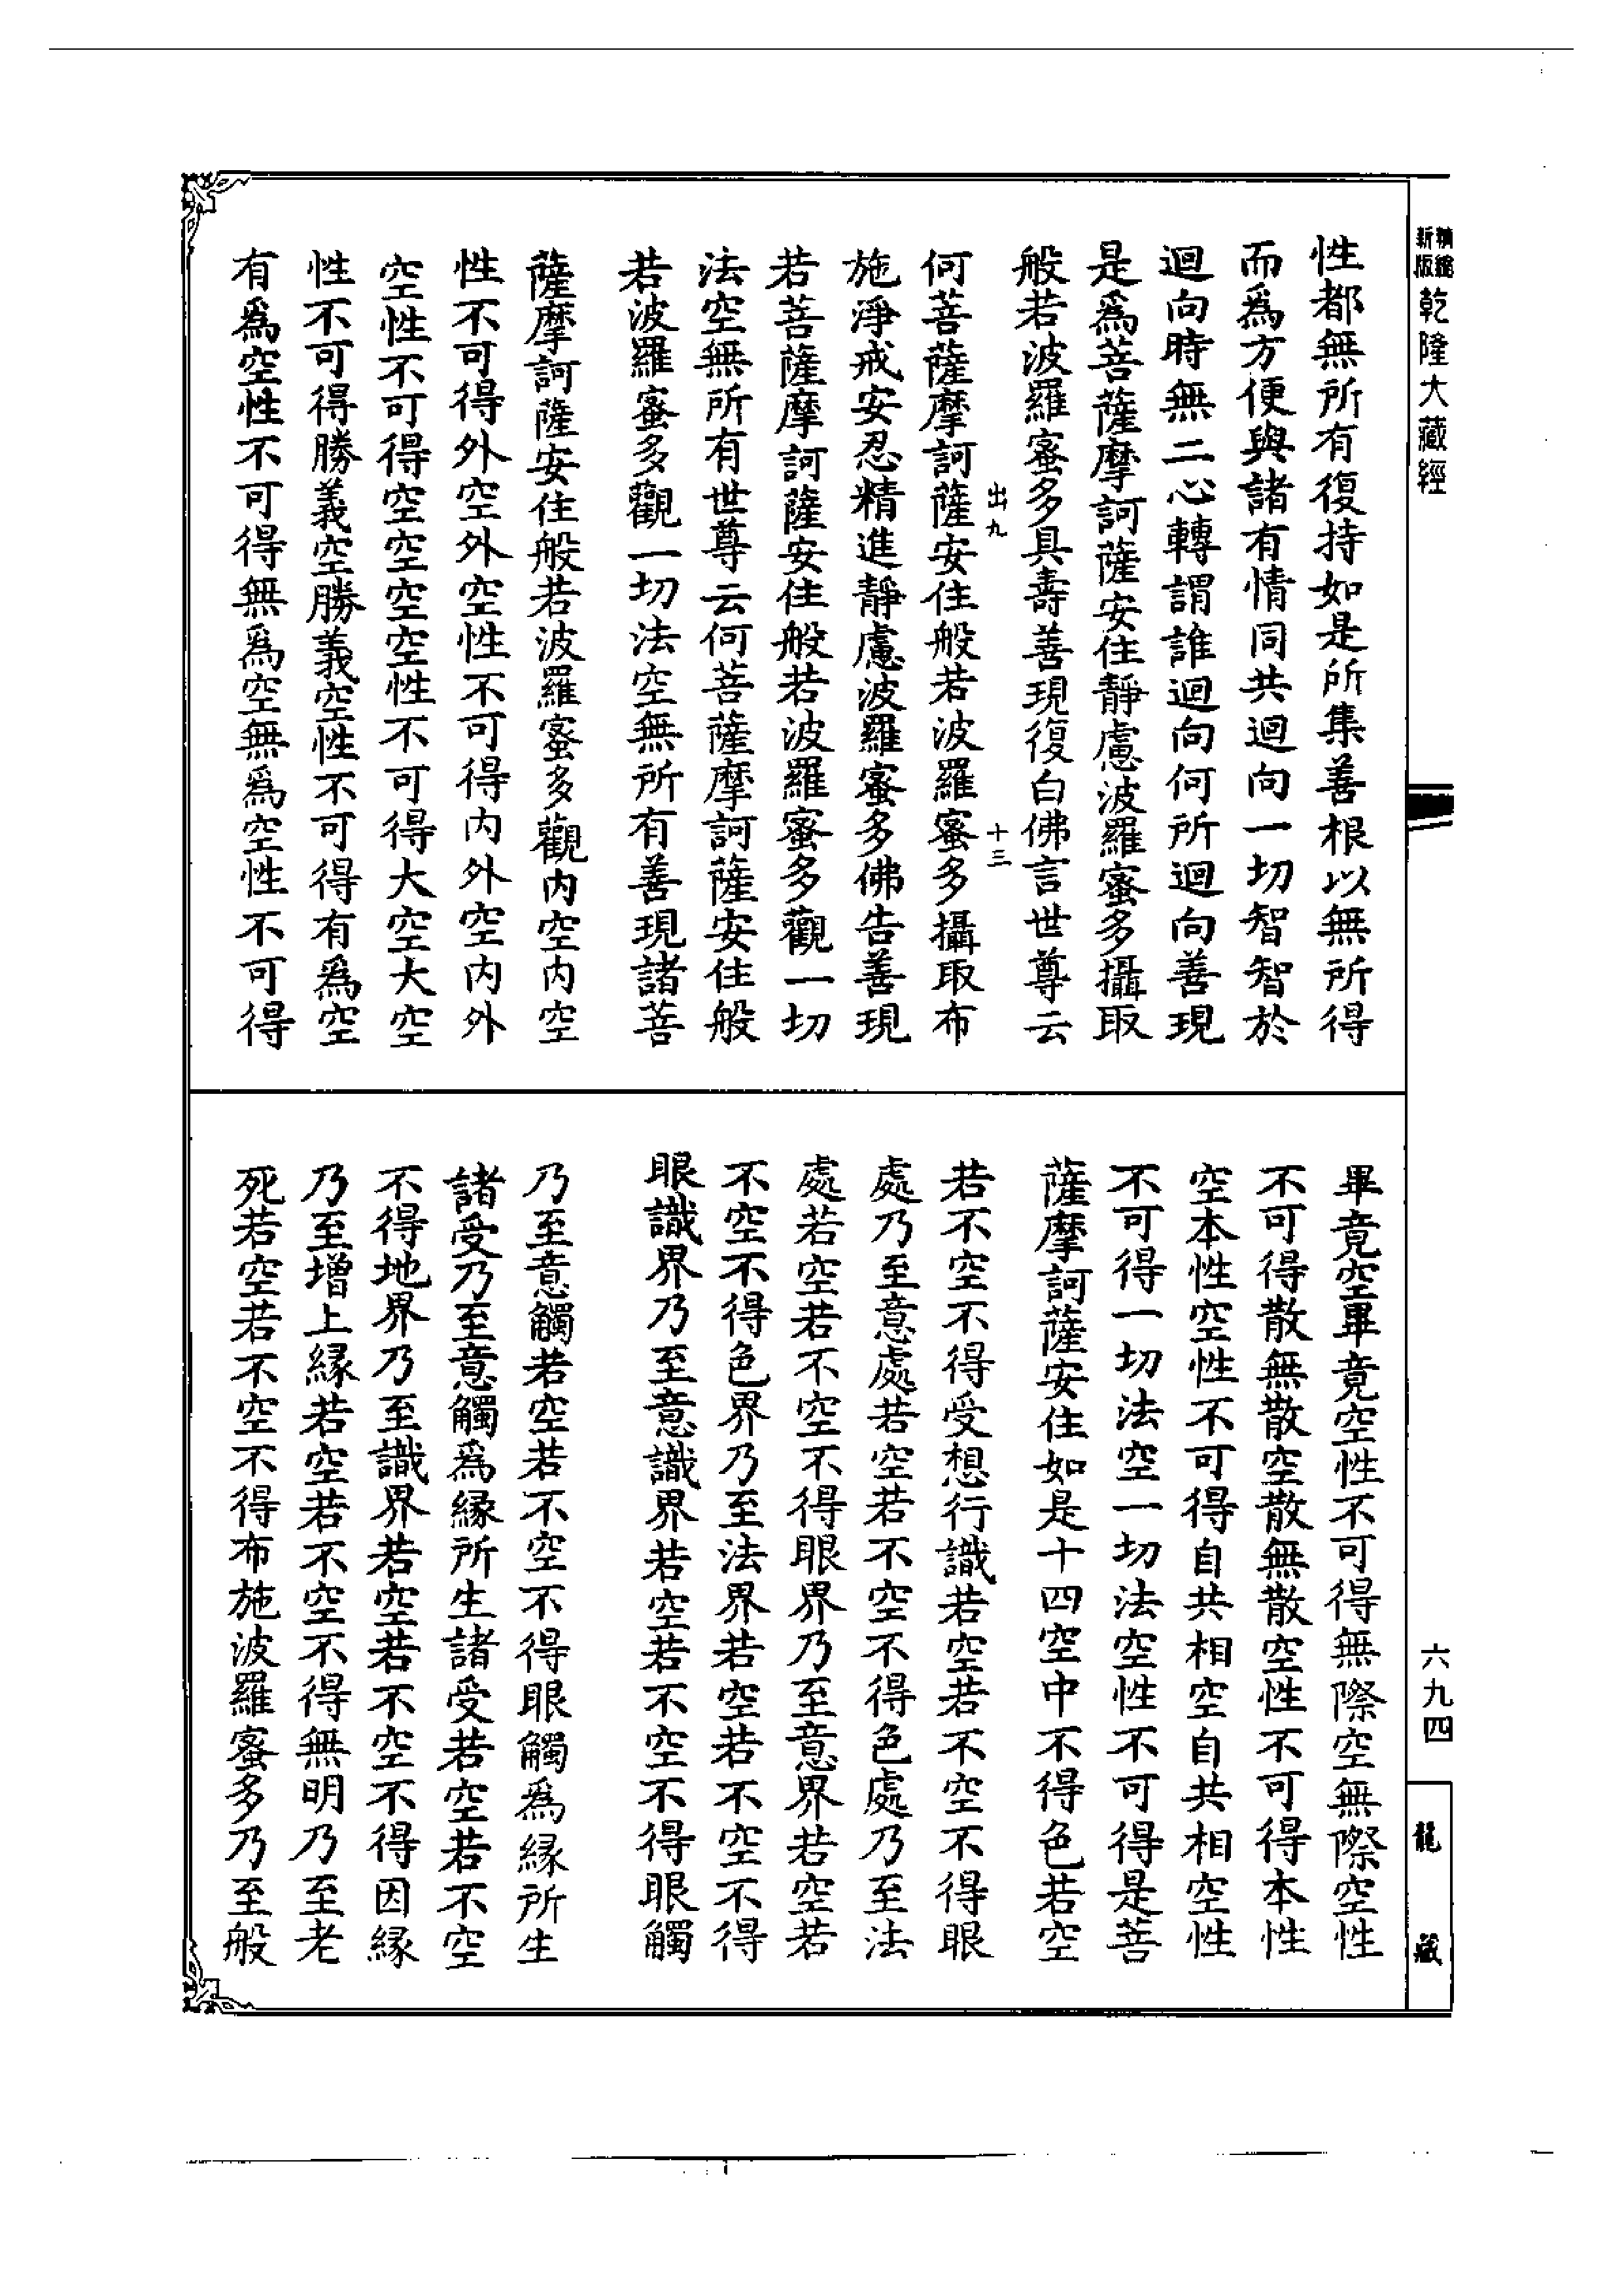 精縮新版乾隆大藏經
六九四
龍藏
性都無所有復持如是所集善根以無所得
而爲方便與諸有情同共迴向一切智智於
迴向時無二心轉謂誰迴向何所迴向善現
是爲菩薩摩訶薩安住靜慮波羅蜜多攝取
般若波羅蜜多具壽善現復白佛言世尊云
出九 十三
何菩薩摩訶薩安住般若波羅蜜多攝取布
施淨戒安忍精進靜慮波羅蜜多佛告善現
若菩薩摩訶薩安住般若波羅蜜多觀一切
法空無所有世尊云何菩薩摩訶薩安住般
若波羅蜜多觀一切法空無所有善現諸菩
薩摩訶薩安住般若波羅蜜多觀內空內空
性不可得外空外空性不可得內外空內外
空性不可得空空空空性不可得大空大空
性不可得勝義空勝義空性不可得有爲空
有爲空性不可得無爲空無爲空性不可得
畢竟空畢竟空性不可得無際空無際空性
不可得散無散空散無散空性不可得本性
空本性空性不可得自共相空自共相空性
不可得一切法空一切法空性不可得是菩
薩摩訶薩安住如是十四空中不得色若空
若不空不得受想行識若空若不空不得眼
處乃至意處若空若不空不得色處乃至法
處若空若不空不得眼界乃至意界若空若
不空不得色界乃至法界若空若不空不得
眼識界乃至意識界若空若不空不得眼觸
乃至意觸若空若不空不得眼觸爲緣所生
諸受乃至意觸爲緣所生諸受若空若不空
不得地界乃至識界若空若不空不得因緣
乃至增上緣若空若不空不得無明乃至老
死若空若不空不得布施波羅蜜多乃至般